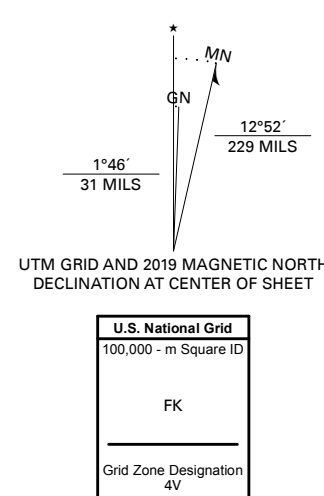 ★
MN
GN
12°52´
229 MILS
1°46´
31 MILS
UTM GRID AND 2019 MAGNETIC NORTH
DECLINATION AT CENTER OF SHEET
U.S. National Grid
100,000 - m Square ID
FK
Grid Zone Designation
4V